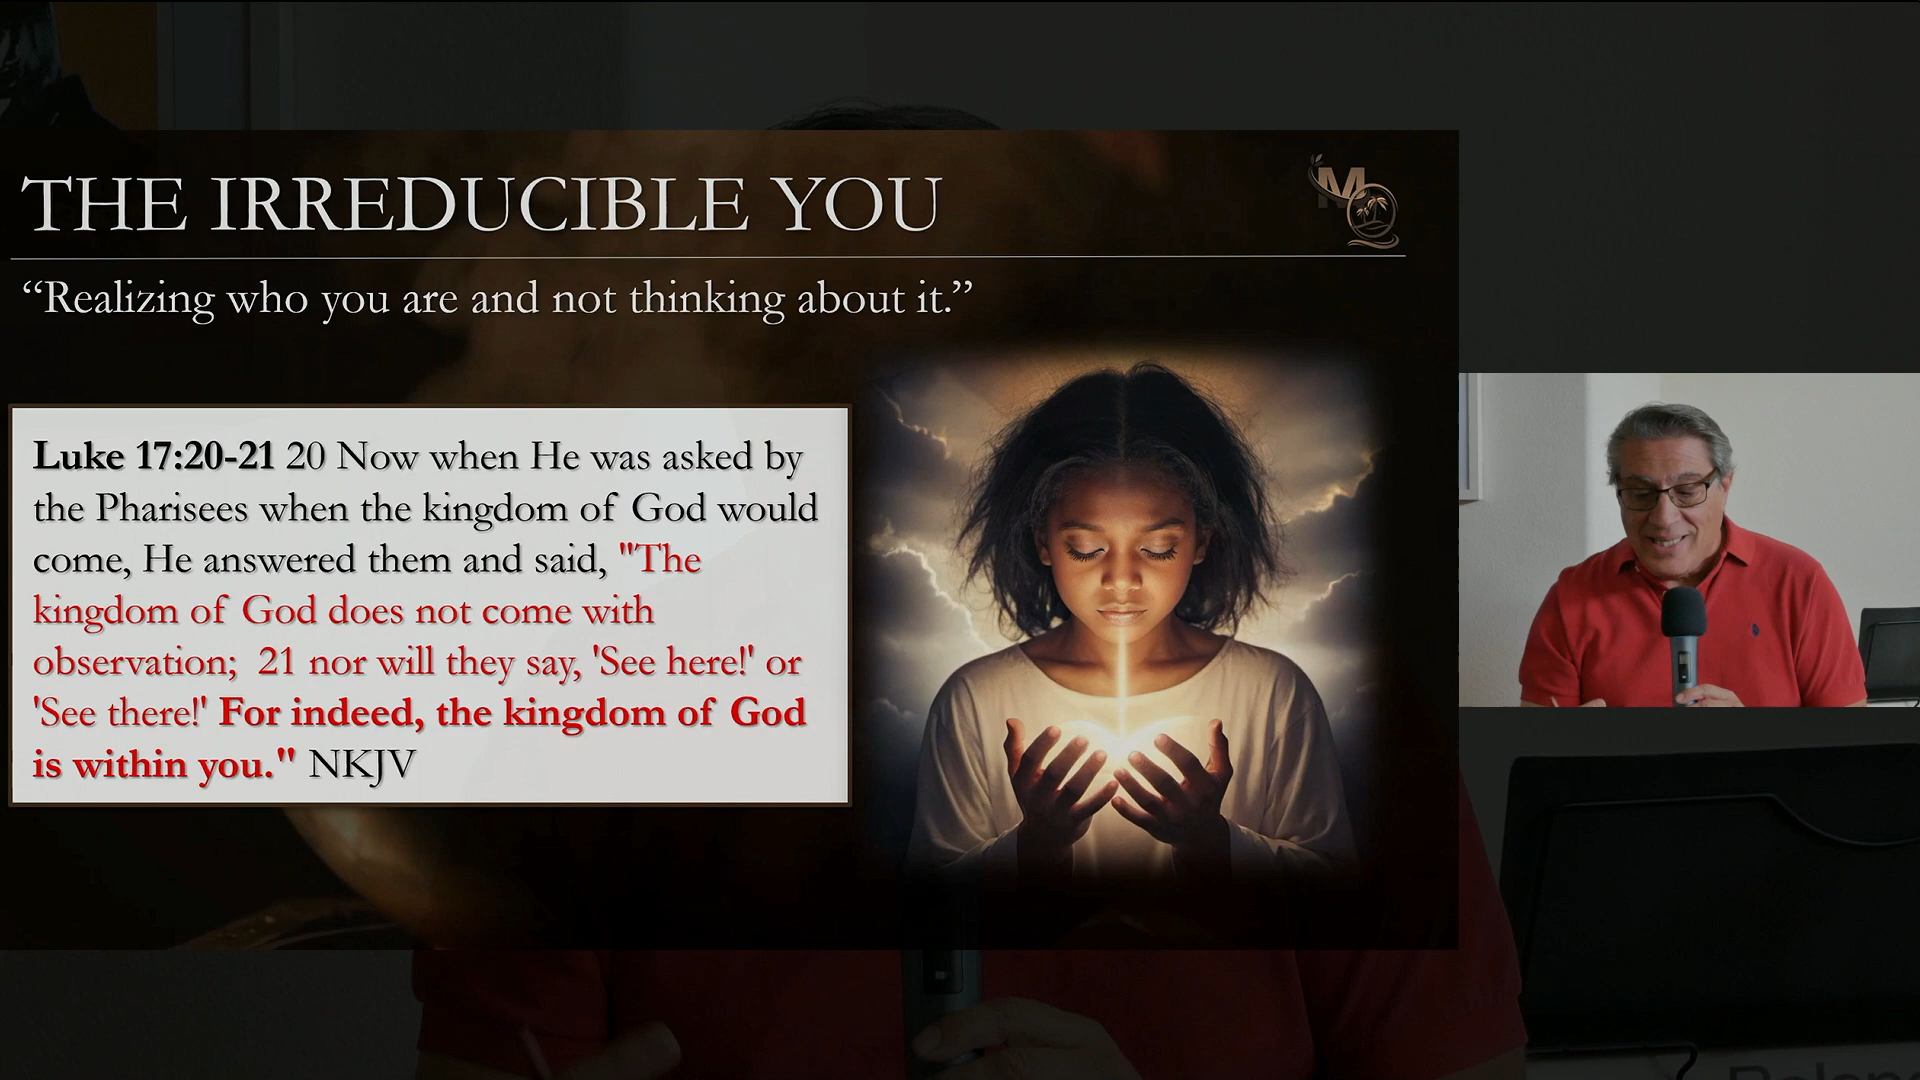 THE IRREDUCIBLE YOU
M
“Realizing who you are and not thinking about it.”
Luke 17:20-21 20 Now when He was asked by
the Pharisees when the kingdom of God would
come, He answered them and said, "The
kingdom of God does not come with
observation; 21 nor will they say, 'See here!' or
'See there!' For indeed, the kingdom of God
is within you." NKJV